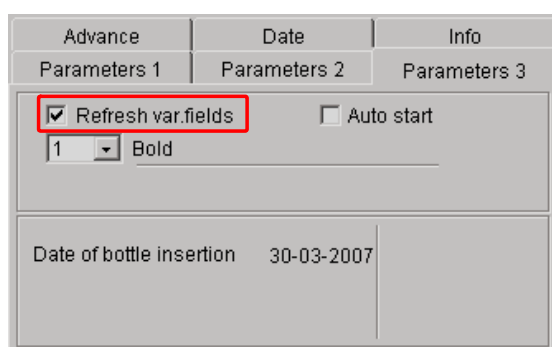 Advance Date Info
Parameters 1 Parameters 2 Parameters 3
Refresh var.fields Auto start
1 Bold
Date of bottle insertion 30-03-2007